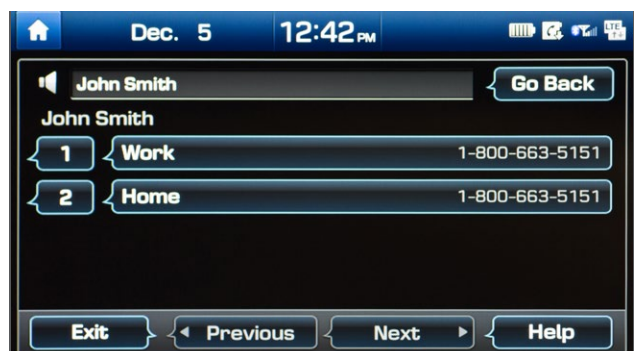 Dec. 5 12:42 PM LTE
John Smith Go Back
John Smith
1 Work 1-800-663-5151
2 Home 1-800-663-5151
Exit Previous Next Help